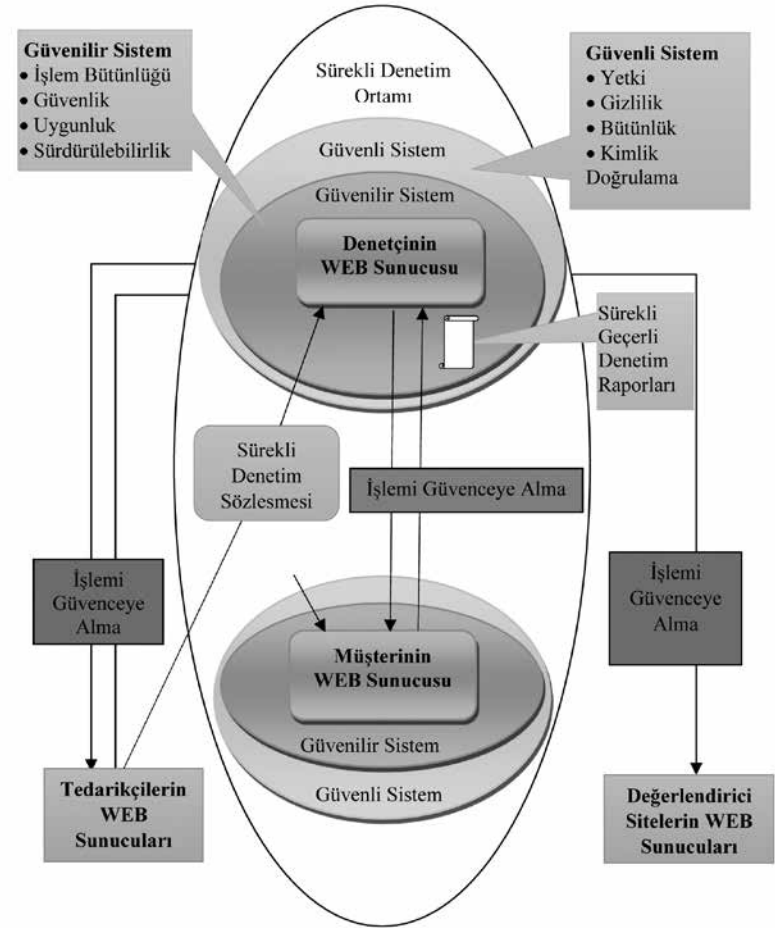 Güvenilir Sistem
• İşlem Bütünlüğü
• Güvenlik
• Uygunluk
• Sürdürülebilirlik
Sürekli Denetim
Ortamı
Güvenli Sistem
• Yetki
• Gizlilik
• Bütünlük
• Kimlik
Doğrulama
Güvenli Sistem
Güvenilir Sistem
Denetçinin
WEB Sunucusu
Sürekli
Geçerli
Denetim
Raporları
Sürekli
Denetim
Sözlesmesi
İşlemi Güvenceye Alma
İşlemi
Güvenceye
Alma
İşlemi
Güvenceye
Alma
Müşterinin
WEB Sunucusu
Güvenilir Sistem
Güvenli Sistem
Tedarikçilerin
WEB
Sunucuları
Değerlendirici
Sitelerin WEB
Sunucuları